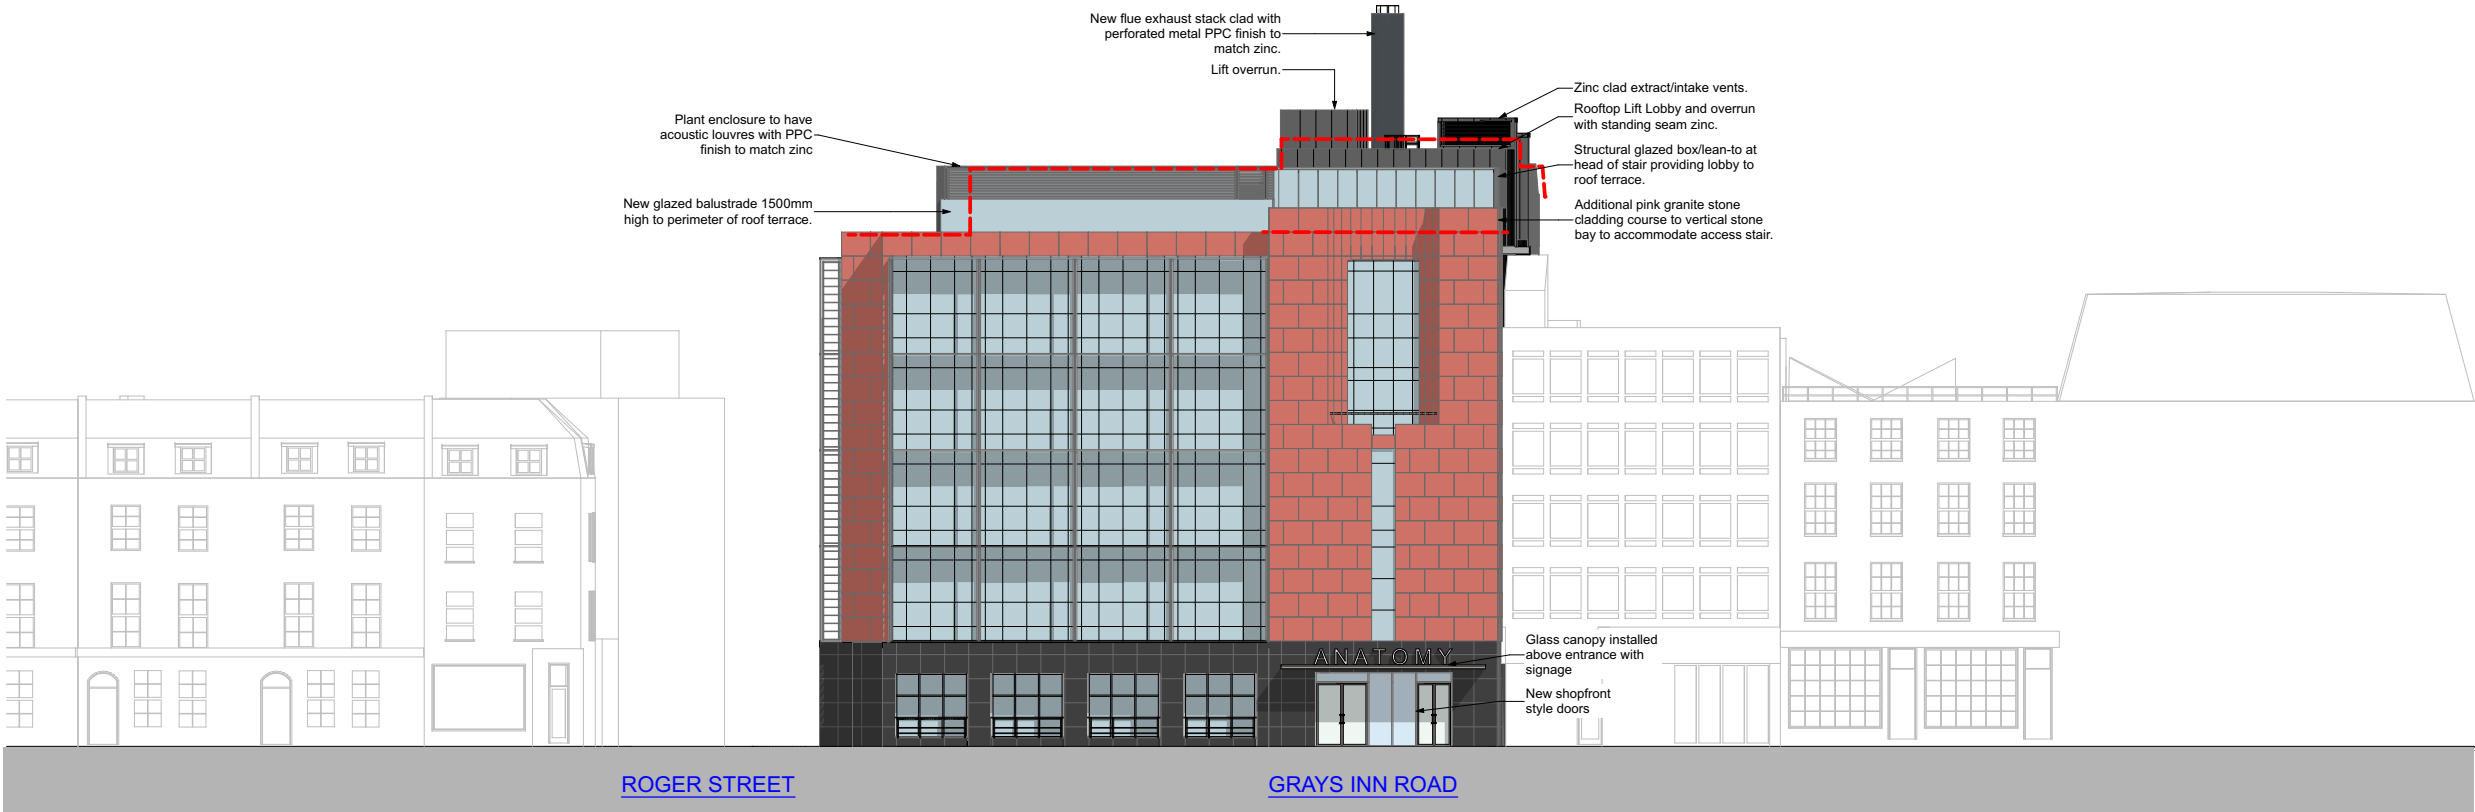 New flue exhaust stack clad with
perforated metal PPC finish to
match zinc.
Lift overrun.
Plant enclosure to have
acoustic louvres with PPC
finish to match zinc
New glazed balustrade 1500mm
high to perimeter of roof terrace.
Zinc clad extract/intake vents.
Rooftop Lift Lobby and overrun
with standing seam zinc.
Structural glazed box/lean-to at
head of stair providing lobby to
roof terrace.
Additional pink granite stone
cladding course to vertical stone
bay to accommodate access stair.
ANATOMY
Glass canopy installed
above entrance with
signage
New shopfront
style doors
ROGER STREET
GRAYS INN ROAD